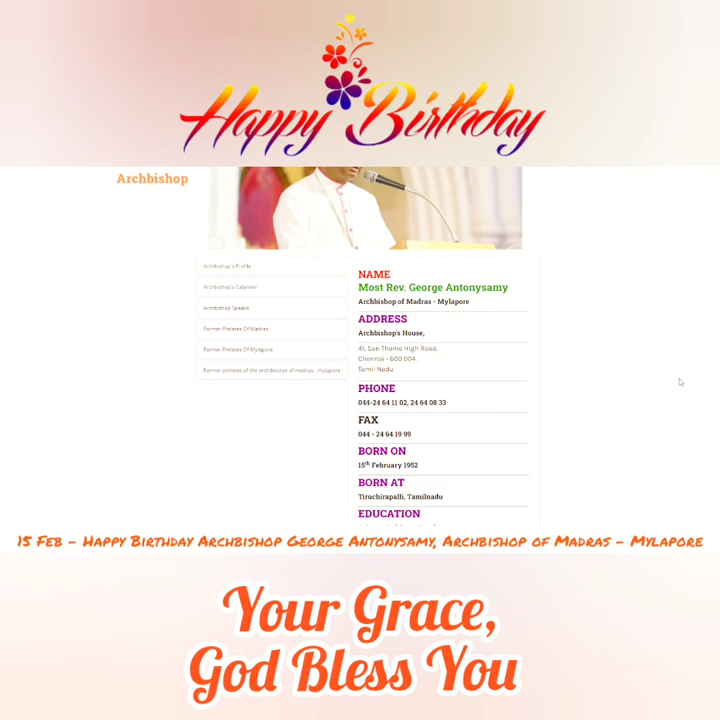 Happy Birthday
Archbishop
Archbishop's Profile
Archbishop's Calander
Archbishop Speaks
Former Prelates Of Madras
Former Prelates Of Mylapore
Former prelates of the archdiocese of madras - mylapore
NAME
Most Rev. George Antonysamy
Archbishop of Madras - Mylapore
ADDRESS
Archbishop's House,
41, San Thome High Road,
Chennai - 600 004.
Tamil Nadu
PHONE
044-24 64 11 02, 24 64 08 33
FAX
044 - 24 64 19 99
BORN ON
15th February 1952
BORN AT
Tiruchirapalli, Tamilnadu
EDUCATION
15 Feb - Happy Birthday Archbishop George Antonysamy, Archbishop of Madras - Mylapore
Your Grace,
God Bless You